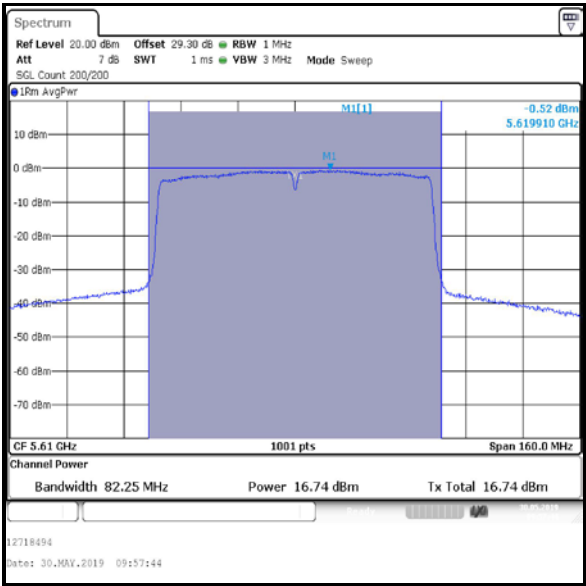 Spectrum
Ref Level 20.00 dBm Offset 29.30 dB RBW 1 MHz
Att 7 dB SWT 1 ms VBW 3 MHz Mode Sweep
SGL Count 200/200
1Rm AvgPwr
M1[1] -0.52 dBm
5.619910 GHz
10 dBm
M1
0 dBm
-10 dBm
-20 dBm
-30 dBm
-40 dBm
-50 dBm
-60 dBm
-70 dBm
CF 5.61 GHz 1001 pts Span 160.0 MHz
Channel Power
Bandwidth 82.25 MHz Power 16.74 dBm Tx Total 16.74 dBm
Ready 30.05.2019
12718494
Date: 30.MAY.2019 09:57:44